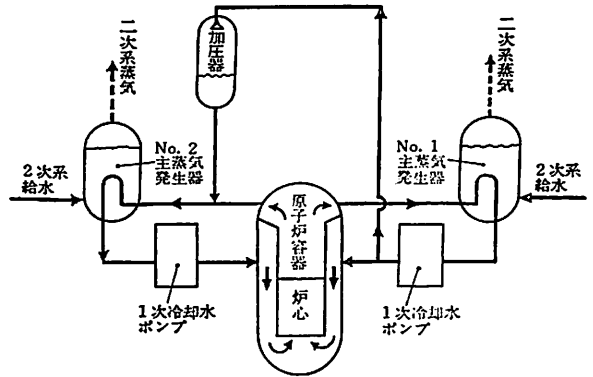 二次系蒸気
加圧器
二次系蒸気
No. 2
主蒸気
発生器
No. 1
主蒸気
発生器
2次系
給水
2次系
給水
原子炉容器
炉心
1次冷却水
ポンプ
1次冷却水
ポンプ